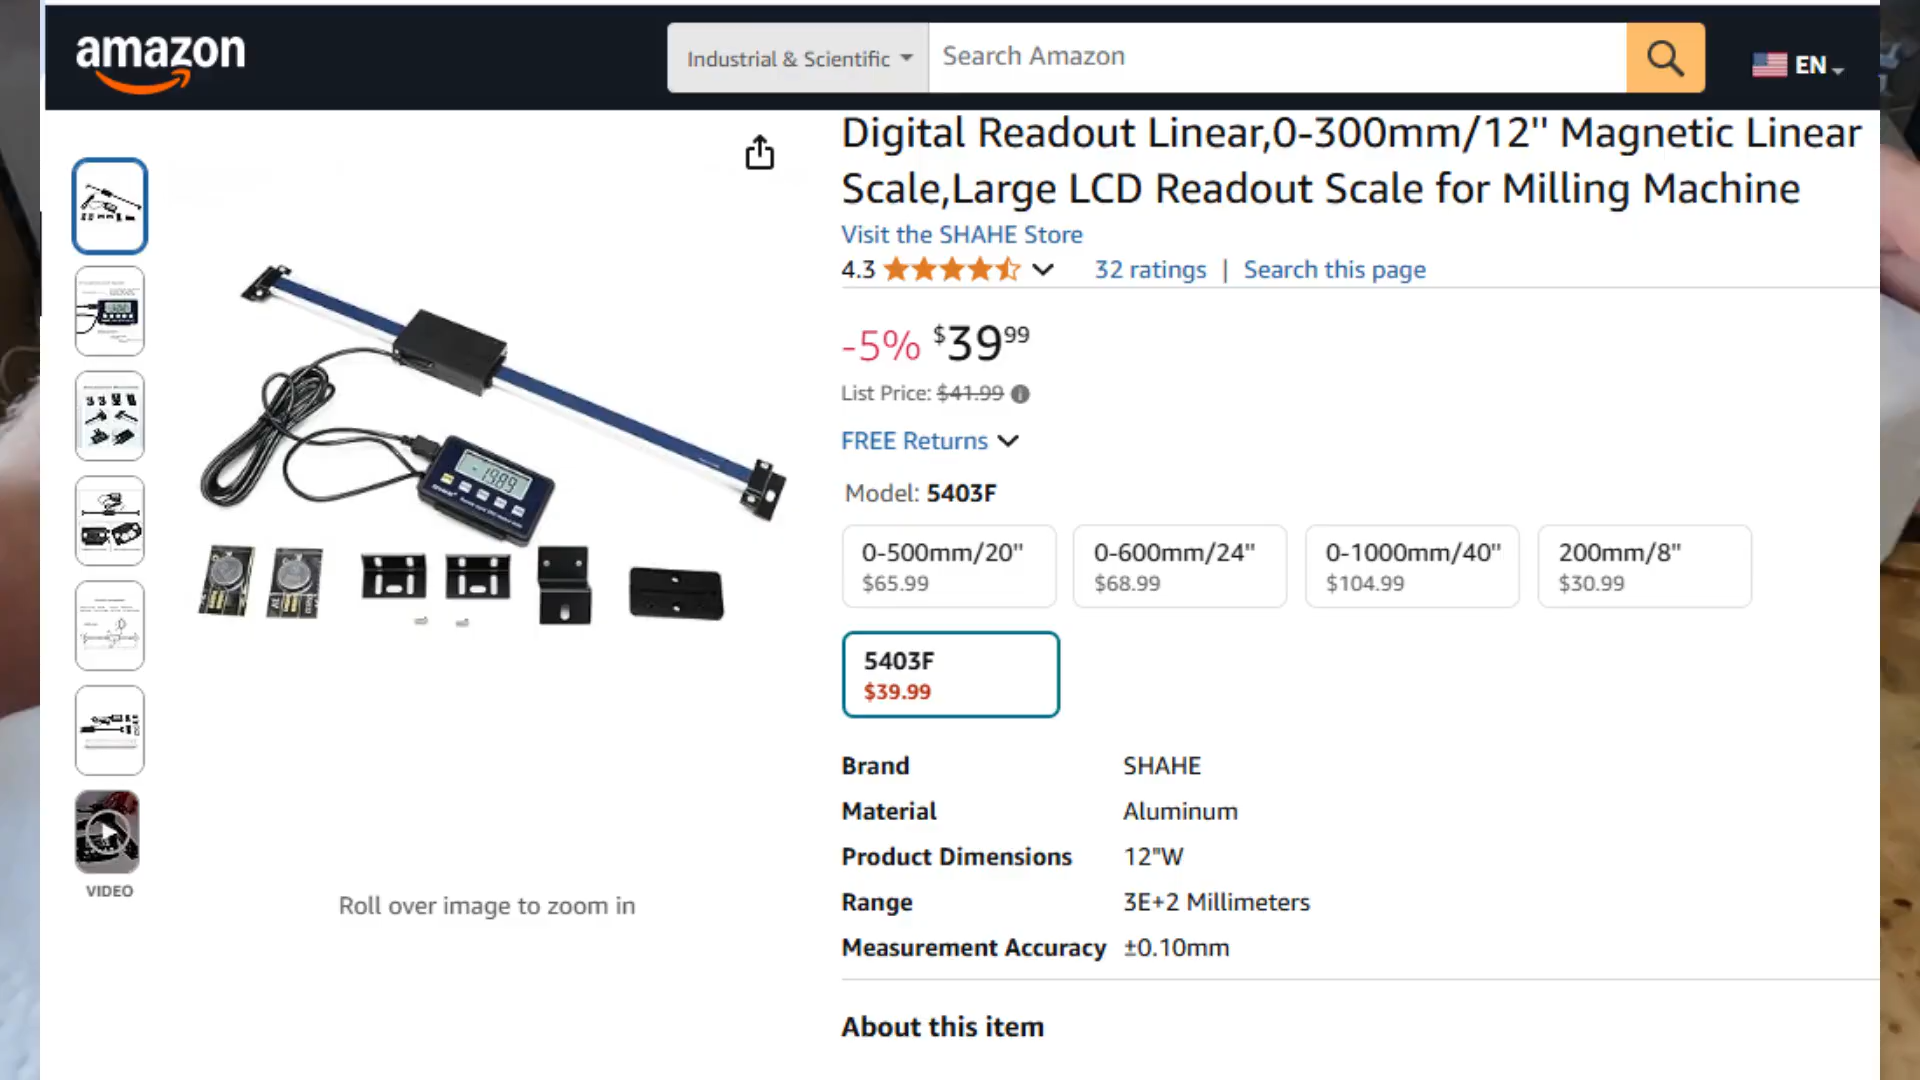 amazon
Industrial & Scientific
Search Amazon
EN
Digital Readout Linear,0-300mm/12" Magnetic Linear
Scale,Large LCD Readout Scale for Milling Machine
Visit the SHAHE Store
4.3
32 ratings | Search this page
-5% $39.99
List Price: $41.99
FREE Returns
Model: 5403F
0-500mm/20"
$65.99
0-600mm/24"
$68.99
0-1000mm/40"
$104.99
200mm/8"
$30.99
5403F
$39.99
Brand SHAHE
Material Aluminum
Product Dimensions 12"W
Range 3E+2 Millimeters
Measurement Accuracy ±0.10mm
About this item
VIDEO
Roll over image to zoom in